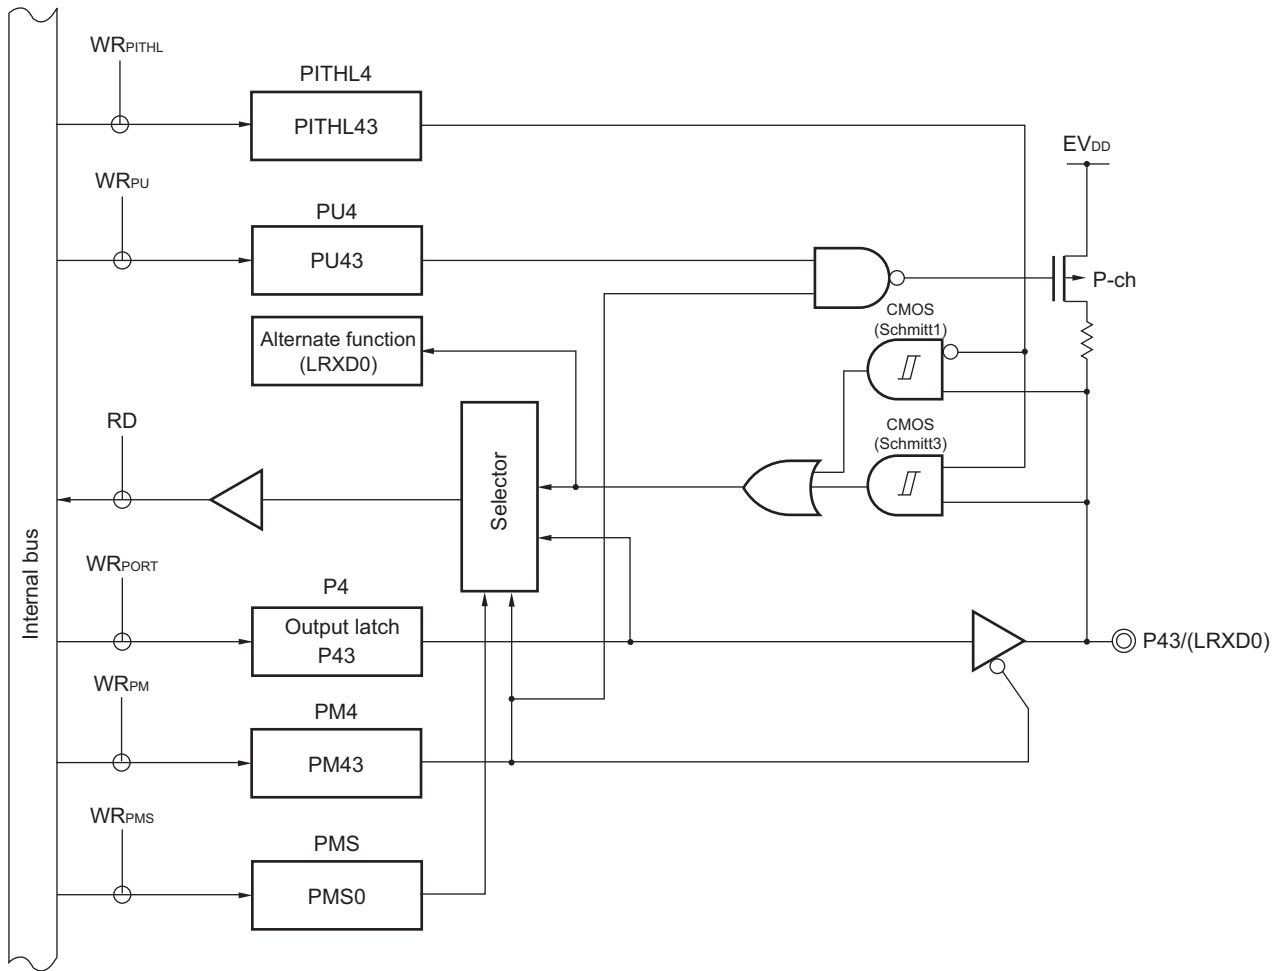 WRPITHL
PITHL4
PITHL43
EVDD
WRPU
PU4
PU43
P-ch
CMOS
(Schmitt1)
Alternate function
(LRXD0)
RD
CMOS
(Schmitt3)
Selector
Internal bus
WRPORT
P4
Output latch
P43
P43/(LRXD0)
WRPM
PM4
PM43
WRPMS
PMS
PMS0